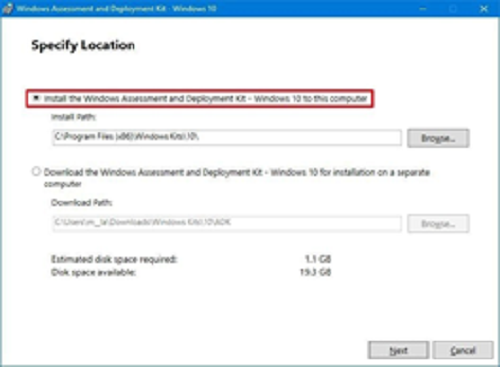 Windows Assessment and Deployment Kit - Windows 10
Specify Location
Install the Windows Assessment and Deployment Kit - Windows 10 to this computer
Install Path:
C:\Program Files (x86)\Windows Kits\10\
Browse...
Download the Windows Assessment and Deployment Kit - Windows 10 for installation on a separate
computer
Download Path:
C:\Users\m_la\Downloads\Windows Kits\10\ADK
Browse...
Estimated disk space required: 1.1 GB
Disk space available: 19.3 GB
Next
Cancel